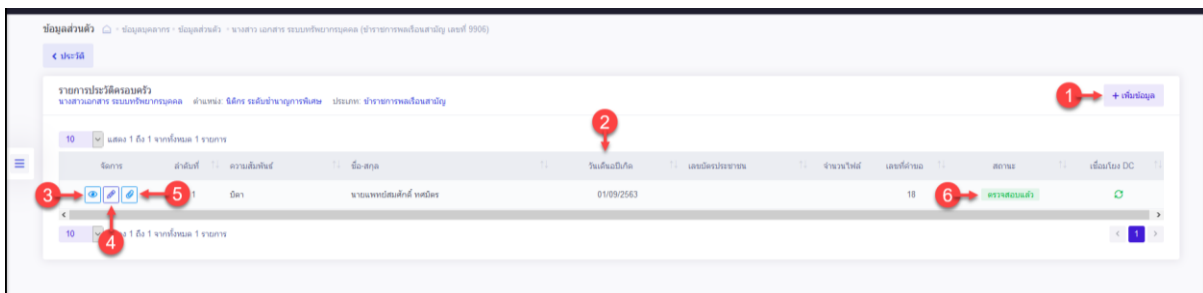 ข้อมูลส่วนตัว - ข้อมูลบุคลากร - ข้อมูลส่วนตัว - นางสาว เอกสาร ระบบทรัพยากรบุคคล (ข้าราชการพลเรือนสามัญ เลขที่ 9906)
< ประวัติ
รายการประวัติครอบครัว
นางสาวเอกสาร ระบบทรัพยากรบุคคล ตำแหน่ง: นิติกร ระดับชำนาญการพิเศษ ประเภท: ข้าราชการพลเรือนสามัญ
1 + เพิ่มข้อมูล
2
10 แสดง 1 ถึง 1 จากทั้งหมด 1 รายการ
จัดการ ลำดับที่ ความสัมพันธ์ ชื่อ-สกุล วันเดือนปีเกิด เลขบัตรประชาชน จำนวนไฟล์ เลขที่คำขอ สถานะ เชื่อมโยง DC
3 5 1 บิดา นายแพทย์สมศักดิ์ ทศมิตร 01/09/2563 18 6 ตรวจสอบแล้ว
4
10 แสดง 1 ถึง 1 จากทั้งหมด 1 รายการ < 1 >